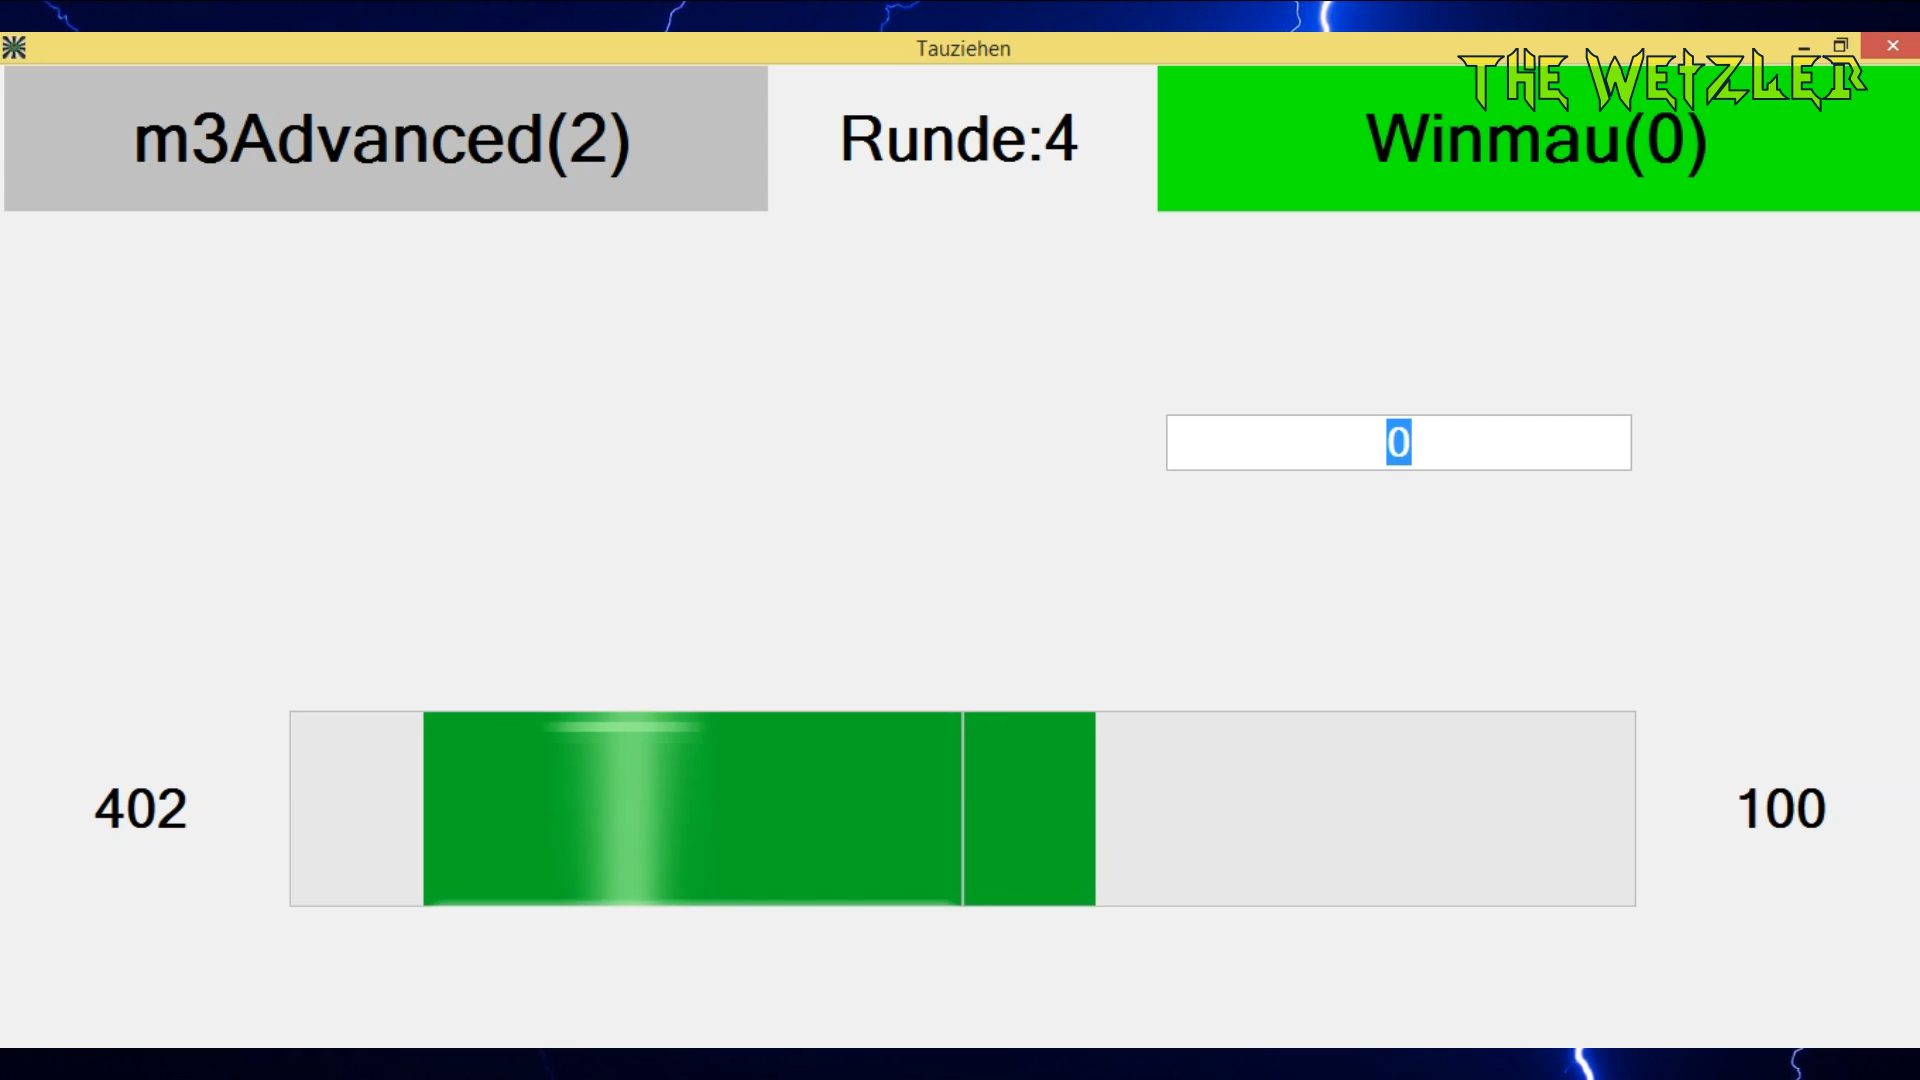 Tauziehen
THE WETZLER
m3Advanced(2)
Runde:4
Winmau(0)
0
402
100